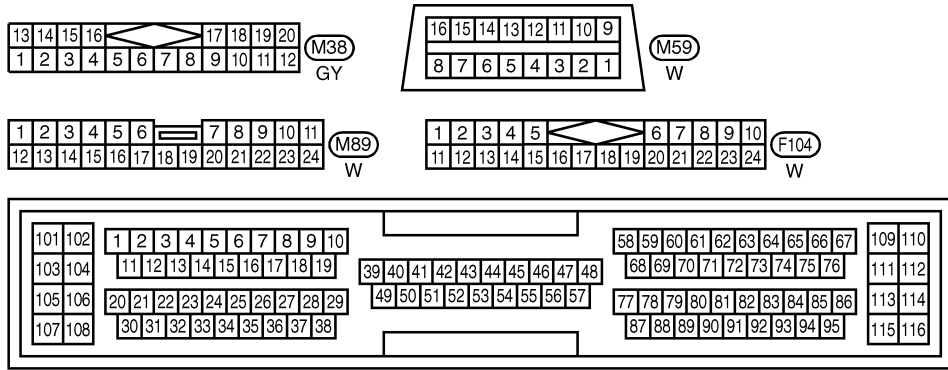 13 14 15 16 17 18 19 20
1 2 3 4 5 6 7 8 9 10 11 12
M38
GY
16 15 14 13 12 11 10 9
8 7 6 5 4 3 2 1
M59
W
1 2 3 4 5 6 7 8 9 10 11
12 13 14 15 16 17 18 19 20 21 22 23 24
M89
W
1 2 3 4 5 6 7 8 9 10
11 12 13 14 15 16 17 18 19 20 21 22 23 24
F104
W
101 102 1 2 3 4 5 6 7 8 9 10 58 59 60 61 62 63 64 65 66 67 109 110
103 104 11 12 13 14 15 16 17 18 19 39 40 41 42 43 44 45 46 47 48 68 69 70 71 72 73 74 75 76 111 112
105 106 20 21 22 23 24 25 26 27 28 29 49 50 51 52 53 54 55 56 57 77 78 79 80 81 82 83 84 85 86 113 114
107 108 30 31 32 33 34 35 36 37 38 87 88 89 90 91 92 93 94 95 115 116